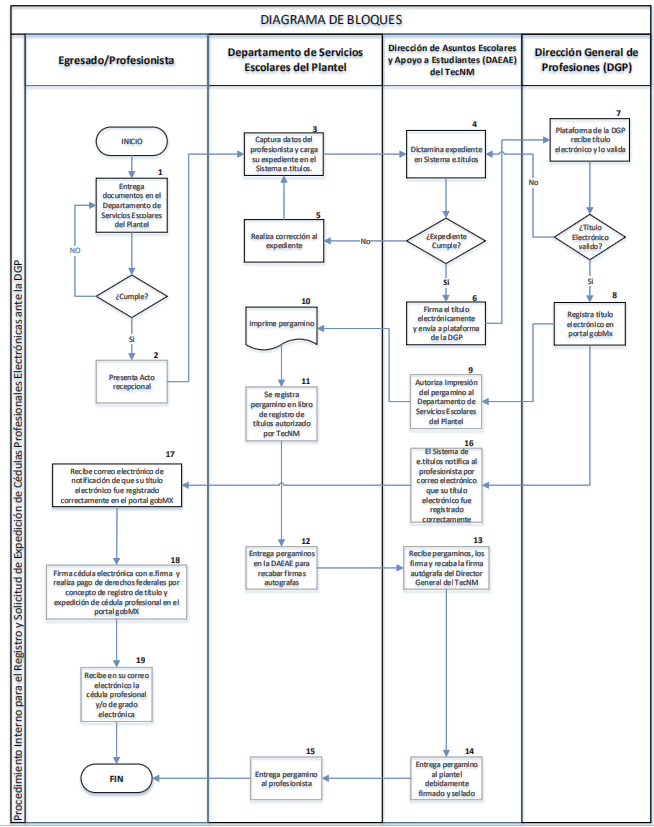 DIAGRAMA DE BLOQUES
Procedimiento Interno para el Registro y Solicitud de Expedición de Cédulas Profesionales Electrónicas ante la DGP
Egresado/Profesionista
Departamento de Servicios
Escolares del Plantel
Dirección de Asuntos Escolares
y Apoyo a Estudiantes (DAEAE)
del TecNM
Dirección General de
Profesiones (DGP)
INICIO
1
Entrega
documentos en el
Departamento de
Servicios Escolares
del Plantel
NO
¿Cumple?
Si
2
Presenta Acto
recepcional
3
Captura datos del
profesionista y carga
su expediente en el
Sistema e.titulos.
4
Dictamina expediente
en Sistema e.titulos
5
Realiza corrección al
expediente
No
¿Expediente
Cumple?
Si
6
Firma el título
electrónicamente
y envía a plataforma
de la DGP
7
Plataforma de la DGP
recibe título
electrónico y lo valida
No
¿Título
Electrónico
valido?
Si
8
Registra título
electrónico en
portal gobMx
9
Autoriza Impresión
del pergamino al
Departamento de
Servicios Escolares
del Plantel
10
Imprime pergamino
11
Se registra
pergamino en libro
de registro de
títulos autorizado
por TecNM
12
Entrega pergaminos
en la DAEAE para
recabar firmas
autografas
13
Recibe pergaminos, los
firma y recaba la firma
autógrafa del Director
General del TecNM
14
Entrega pergamino
al plantel
debidamente
firmado y sellado
15
Entrega pergamino
al profesionista
16
El Sistema de
e.titulos notifica al
profesionista por
correo electrónico
que su título
electrónico fue
registrado
correctamente
17
Recibe correo electrónico de
notificación de que su título
electrónico fue registrado
correctamente en el portal gobMX
18
Firma cédula electrónica con e.firma y
realiza pago de derechos federales por
concepto de registro de título y
expedición de cédula profesional en el
portal gobMX
19
Recibe en su correo
electrónico la
cédula profesional
y/o de grado
electrónica
FIN